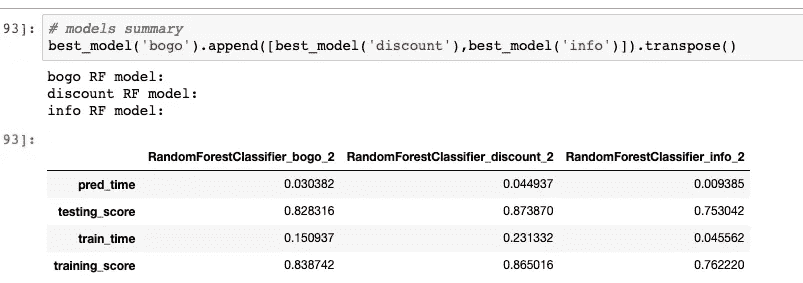 93]: # models summary
best_model('bogo').append([best_model('discount'),best_model('info')]).transpose()
bogo RF model:
discount RF model:
info RF model:
93]:
RandomForestClassifier_bogo_2 RandomForestClassifier_discount_2 RandomForestClassifier_info_2
pred_time 0.030382 0.044937 0.009385
testing_score 0.828316 0.873870 0.753042
train_time 0.150937 0.231332 0.045562
training_score 0.838742 0.865016 0.762220